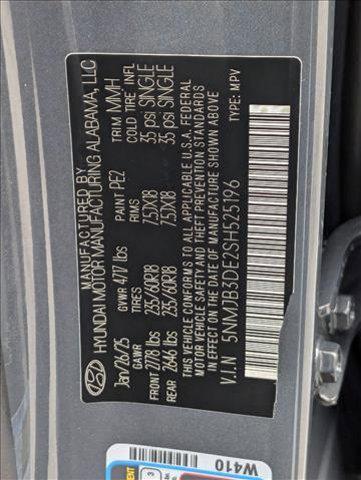 MANUFACTURED BY
HYUNDAI MOTOR MANUFACTURING ALABAMA, LLC
Jan/26/25 GVWR 4717 lbs PAINT PE2 TRIM MMH
GAWR TIRES RIMS COLD TIRE INFL
FRONT 2778 lbs 235/60R18 7.5JX18 35 psi SINGLE
REAR 2646 lbs 235/60R18 7.5JX18 35 psi SINGLE
THIS VEHICLE CONFORMS TO ALL APPLICABLE U.S.A. FEDERAL
MOTOR VEHICLE SAFETY AND THEFT PREVENTION STANDARDS
IN EFFECT ON THE DATE OF MANUFACTURE SHOWN ABOVE.
V.I.N 5NMJB3DE2SH525196 TYPE: MPV
W410
3